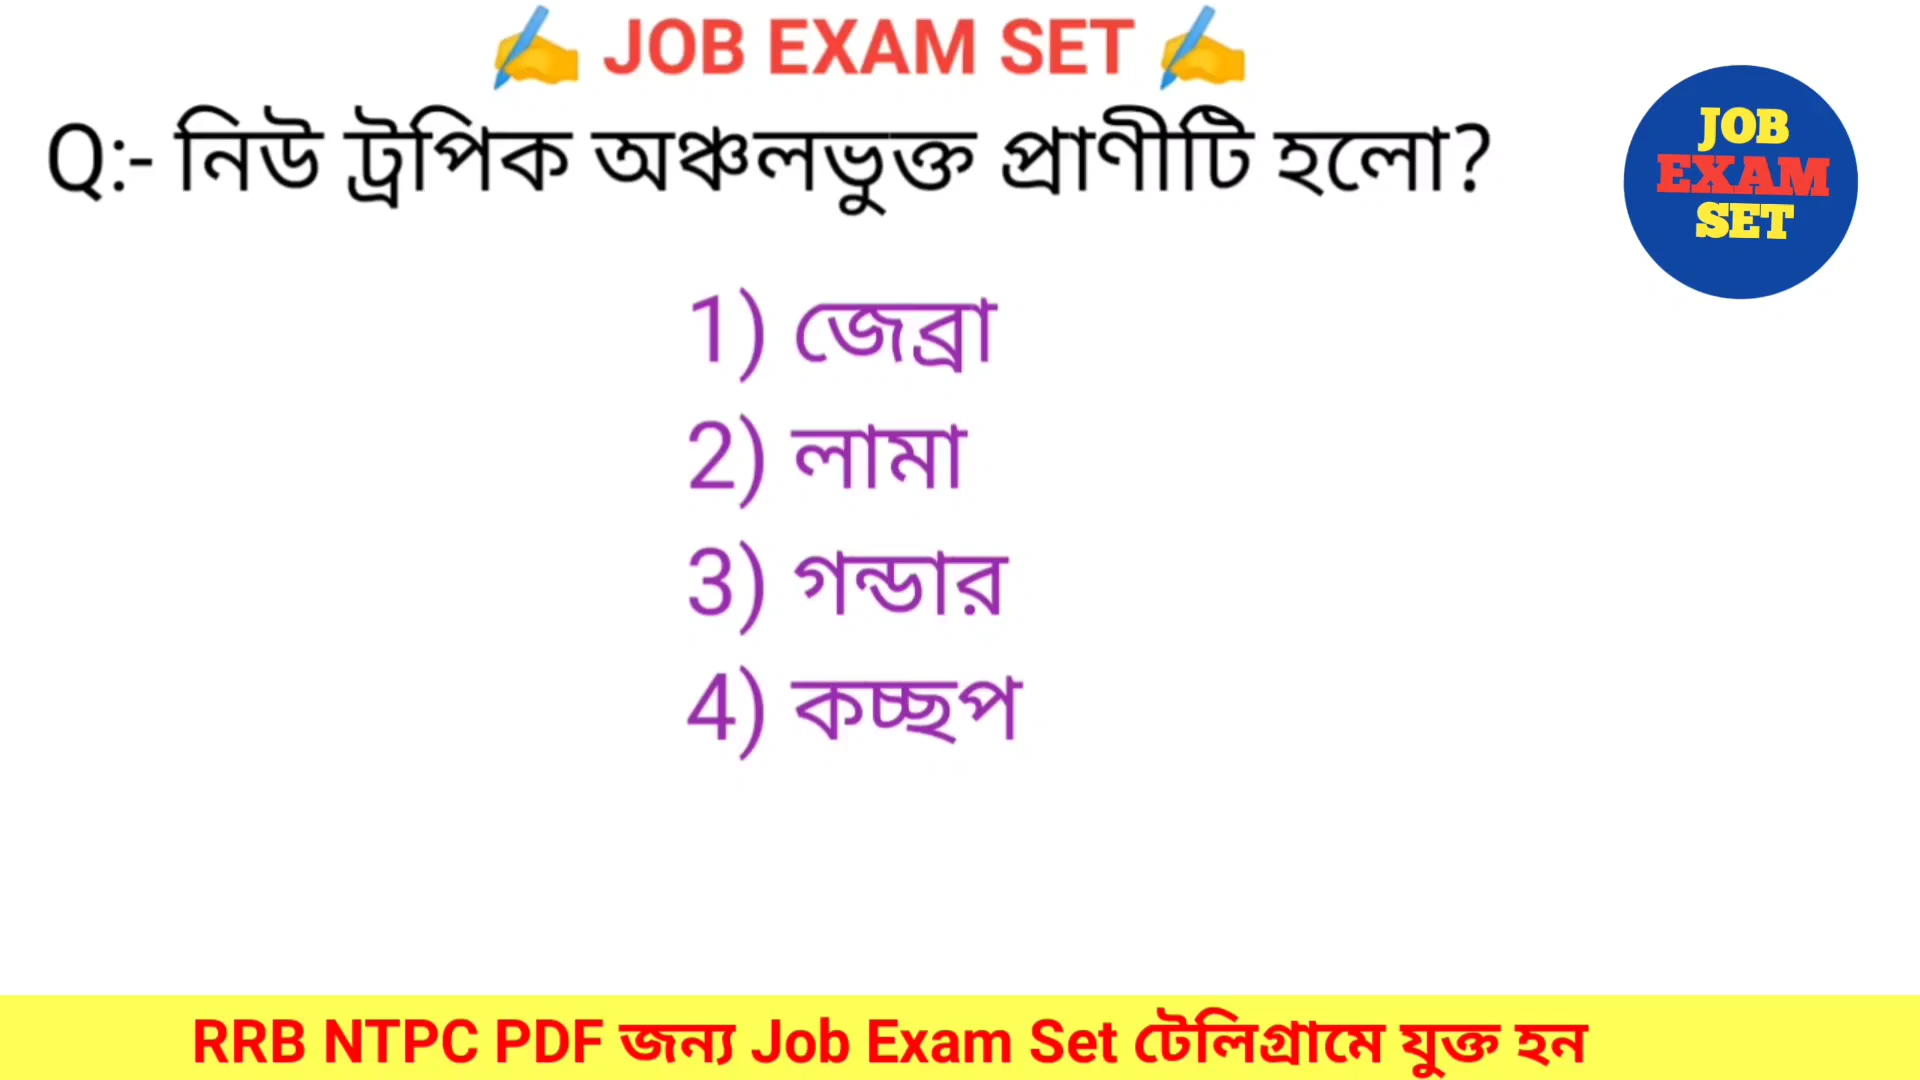 ✍️ JOB EXAM SET ✍️
Q:- নিউ ট্রপিক অঞ্চলভুক্ত প্রাণীটি হলো?
JOB
EXAM
SET
1) জেব্রা
2) লামা
3) গন্ডার
4) কচ্ছপ
RRB NTPC PDF জন্য Job Exam Set টেলিগ্রামে যুক্ত হন